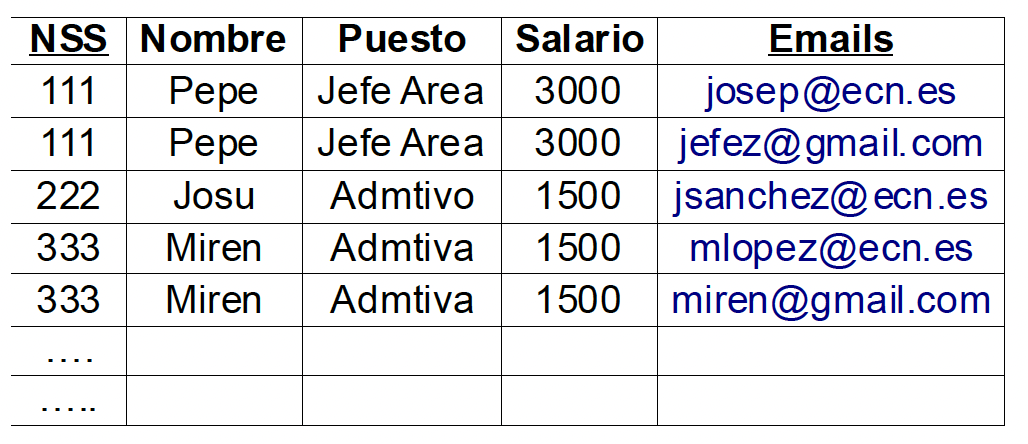 NSS Nombre Puesto Salario Emails
111 Pepe Jefe Area 3000 josep@ecn.es
111 Pepe Jefe Area 3000 jefez@gmail.com
222 Josu Admtivo 1500 jsanchez@ecn.es
333 Miren Admtiva 1500 mlopez@ecn.es
333 Miren Admtiva 1500 miren@gmail.com
....
.....